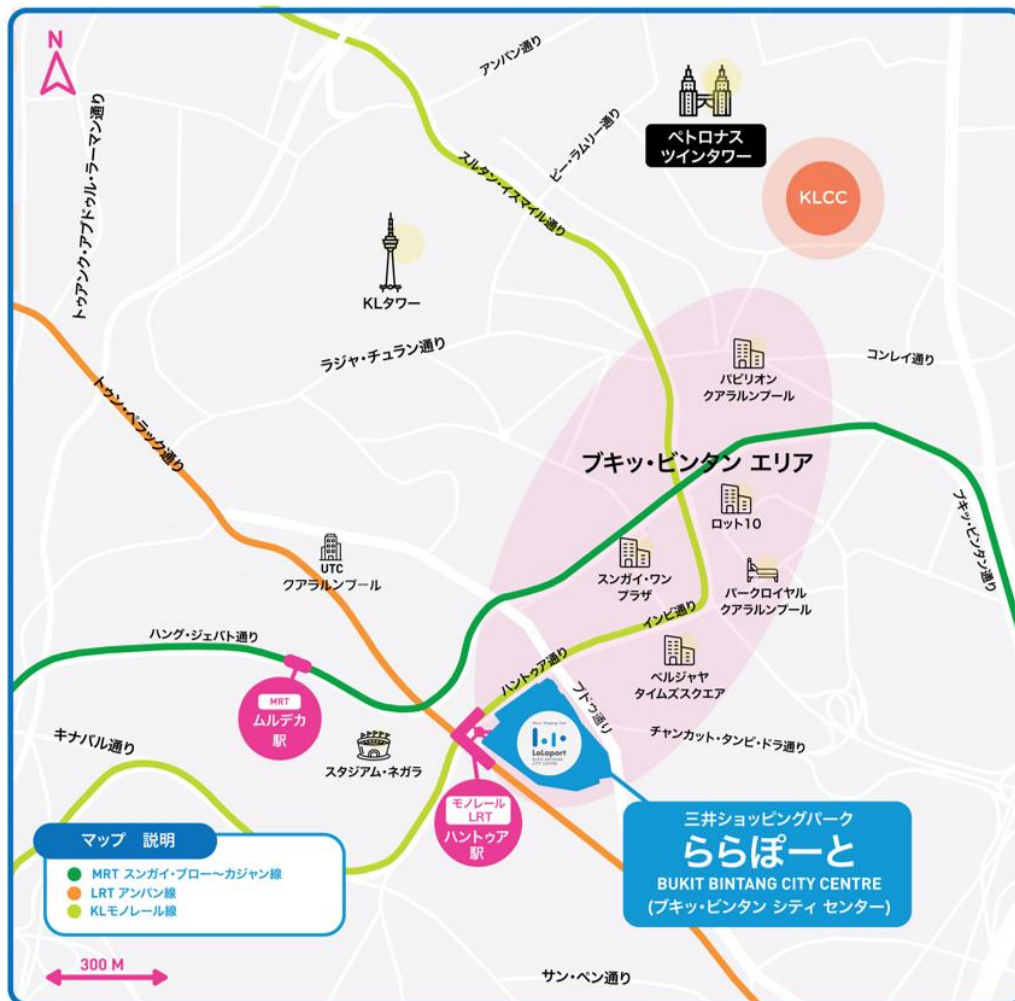 N
アンパン通り
トゥアンク・アブドゥル・ラーマン通り
ビー・ラムリー通り
ペトロナス
ツインタワー
スルタン・イスマイル通り
KLCC
KLタワー
ラジャ・チュラン通り
コンレイ通り
パビリオン
クアラルンプール
トゥン・ペラック通り
ブキッ・ビンタン エリア
ロット10
ブキッ・ビンタン通り
UTC
クアラルンプール
スンガイ・ワン
プラザ
パークロイヤル
クアラルンプール
インビ通り
ハング・ジェバト通り
ハントゥア通り
ベルジャヤ
タイムズスクエア
プドゥ通り
MRT
ムルデカ
駅
キナバル通り
スタジアム・ネガラ
LaLaport
BUKIT BINTANG
CITY CENTRE
チャンカット・タンビ・ドラ通り
モノレール
LRT
ハントゥア
駅
三井ショッピングパーク
ららぽーと
BUKIT BINTANG CITY CENTRE
(ブキッ・ビンタン シティ センター)
マップ 説明
MRT スンガイ・ブロー〜カジャン線
LRT アンパン線
KLモノレール線
300 M
サン・ペン通り